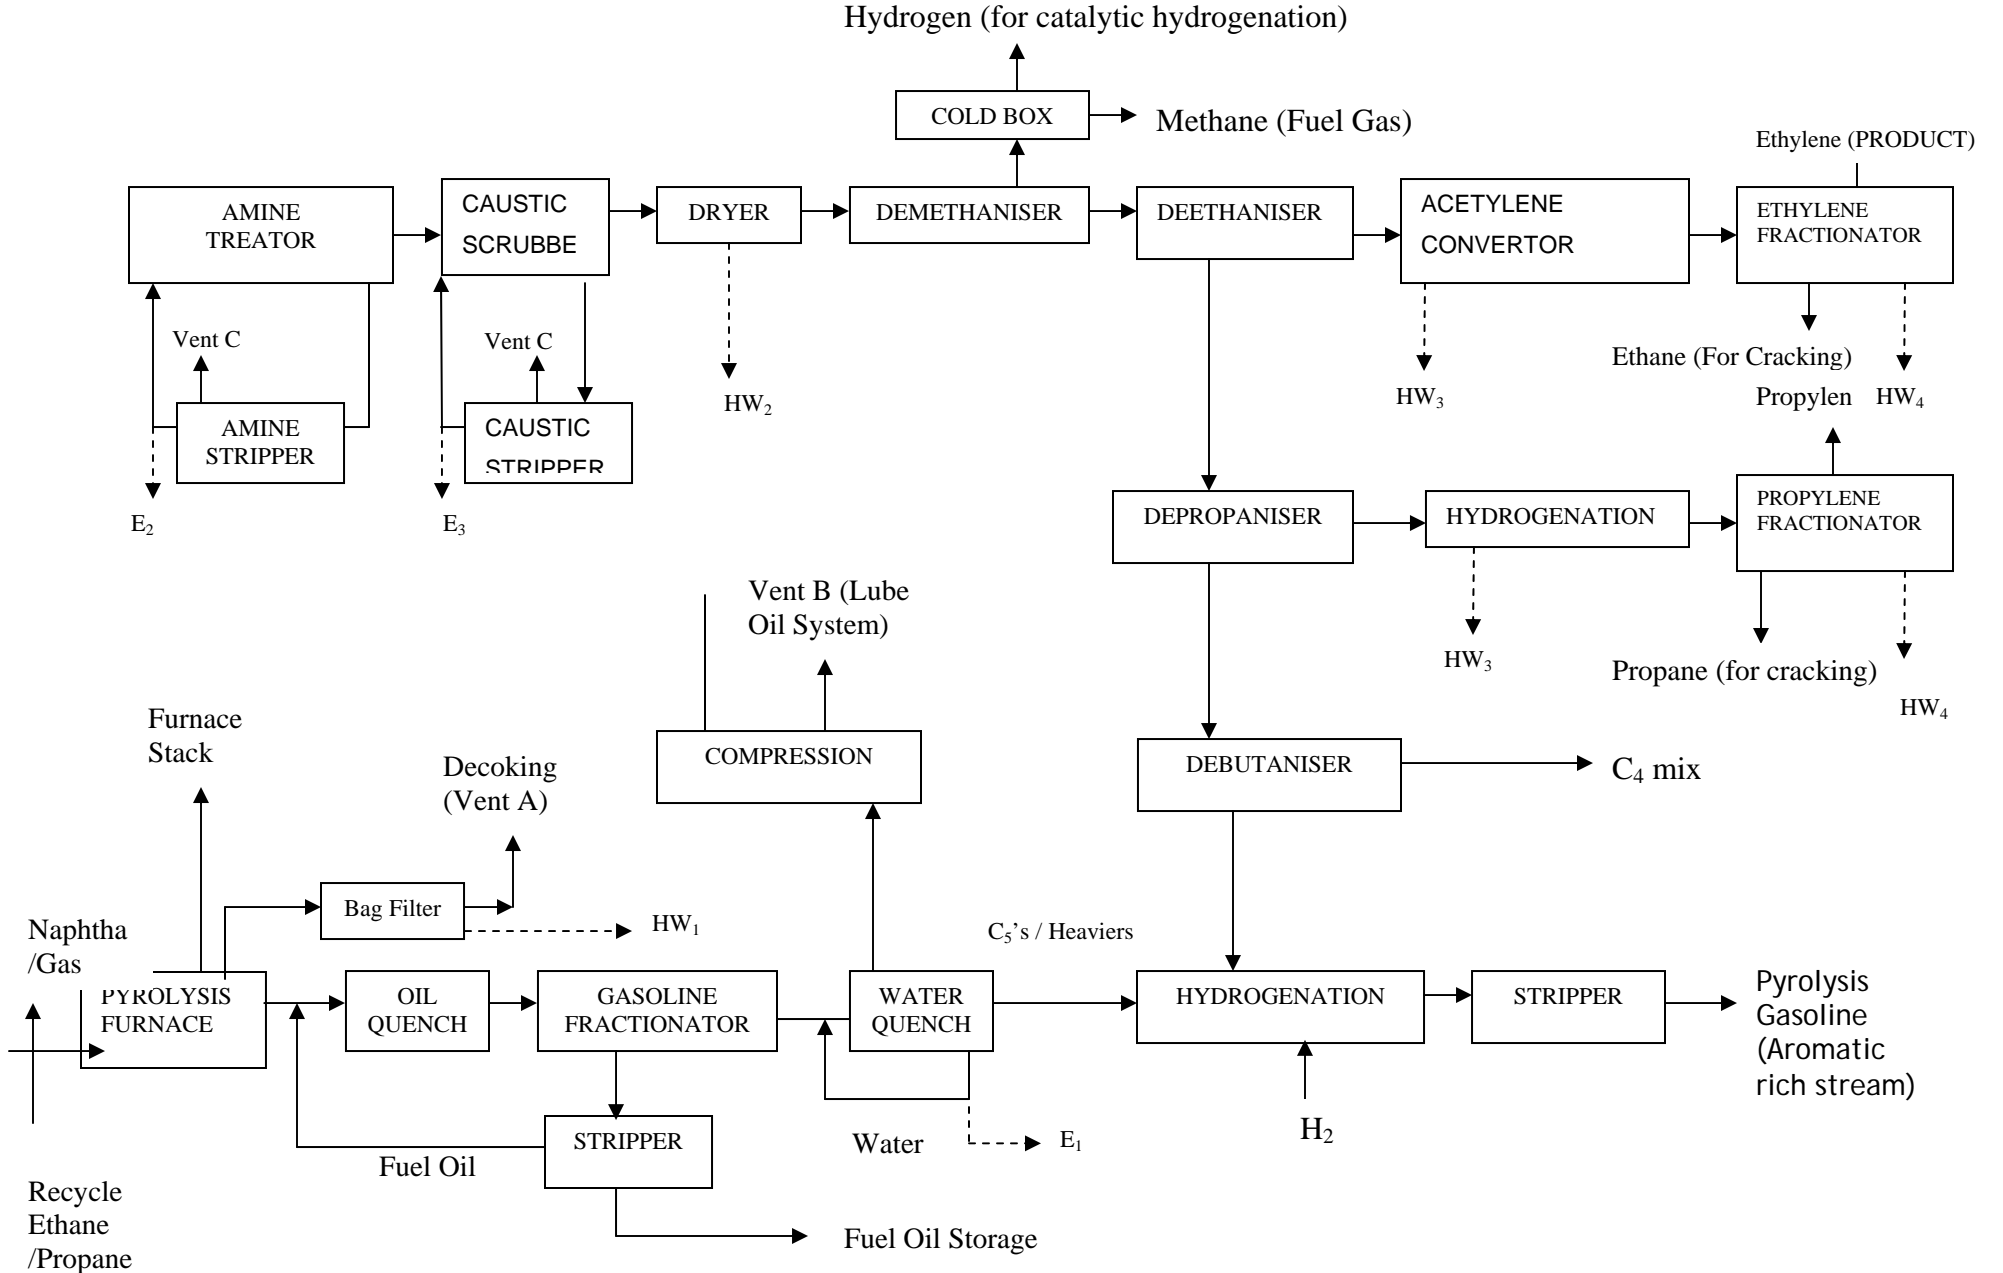 Hydrogen (for catalytic hydrogenation)
COLD BOX
Methane (Fuel Gas)
Ethylene (PRODUCT)
AMINE
TREATOR
CAUSTIC
SCRUBBE
DRYER
DEMETHANISER
DEETHANISER
ACETYLENE
CONVERTOR
ETHYLENE
FRACTIONATOR
Vent C
Vent C
Ethane (For Cracking)
HW2
HW3
Propylen
HW4
AMINE
STRIPPER
CAUSTIC
STRIPPER
E2
E3
DEPROPANISER
HYDROGENATION
PROPYLENE
FRACTIONATOR
Vent B (Lube
Oil System)
HW3
Propane (for cracking)
HW4
Furnace
Stack
Decoking
(Vent A)
COMPRESSION
DEBUTANISER
C4 mix
Bag Filter
HW1
Naphtha
/Gas
C5's / Heaviers
PYROLYSIS
FURNACE
OIL
QUENCH
GASOLINE
FRACTIONATOR
WATER
QUENCH
HYDROGENATION
STRIPPER
Pyrolysis
Gasoline
(Aromatic
rich stream)
STRIPPER
Fuel Oil
Water
E1
H2
Recycle
Ethane
/Propane
Fuel Oil Storage